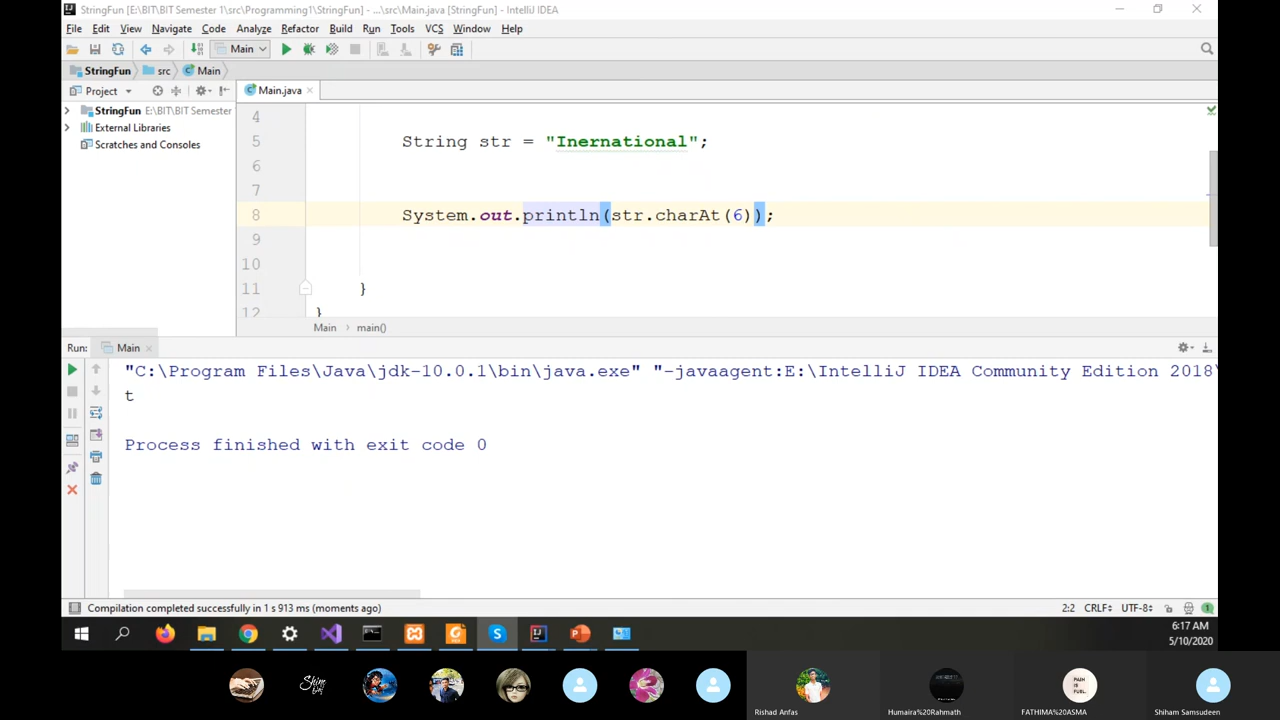 StringFun [E:\BIT\BIT Semester 1\src\Programming1\StringFun] - ...\src\Main.java [StringFun] - IntelliJ IDEA
File Edit View Navigate Code Analyze Refactor Build Run Tools VCS Window Help
Main
StringFun src Main
Project Main.java
StringFun E:\BIT\BIT Semester
External Libraries
Scratches and Consoles
4
5 String str = "Inernational";
6
7
8 System.out.println(str.charAt(6));
9
10
11 }
12 }
Main main()
Run: Main
"C:\Program Files\Java\jdk-10.0.1\bin\java.exe" "-javaagent:E:\IntelliJ IDEA Community Edition 2018\
t
Process finished with exit code 0
Compilation completed successfully in 1 s 913 ms (moments ago) 2:2 CRLF UTF-8 1
6:17 AM
5/10/2020
Shim
Rishad Anfas Humaira%20Rahmath FATHIMA%20ASMA Shiham Samsudeen